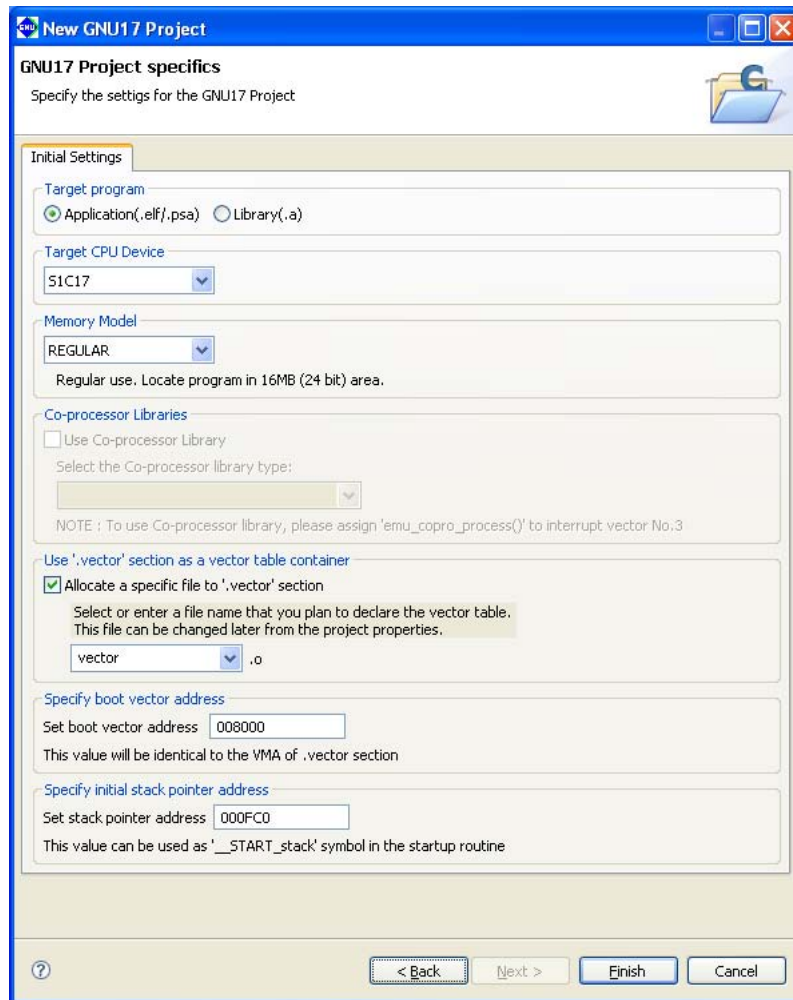 GNU New GNU17 Project
GNU17 Project specifics
Specify the settigs for the GNU17 Project
C
Initial Settings
Target program
Application(.elf/.psa) Library(.a)
Target CPU Device
S1C17
Memory Model
REGULAR
Regular use. Locate program in 16MB (24 bit) area.
Co-processor Libraries
Use Co-processor Library
Select the Co-processor library type:
NOTE : To use Co-processor library, please assign 'emu_copro_process()' to interrupt vector No.3
Use '.vector' section as a vector table container
Allocate a specific file to '.vector' section
Select or enter a file name that you plan to declare the vector table.
This file can be changed later from the project properties.
vector .o
Specify boot vector address
Set boot vector address 008000
This value will be identical to the VMA of .vector section
Specify initial stack pointer address
Set stack pointer address 000FC0
This value can be used as '__START_stack' symbol in the startup routine
? < Back Next > Finish Cancel